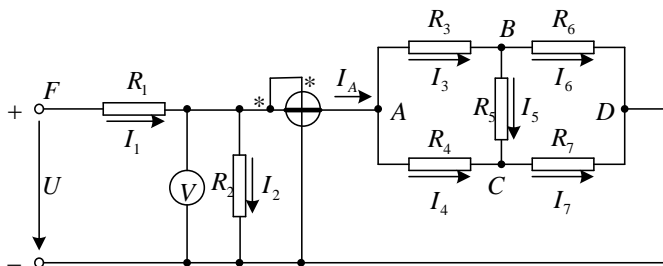 B
R3 R6
F R1 * * IA I3 I6
+ A R5 I5 D
I1 R4 R7
U V R2 I2 C
I4 I7
−